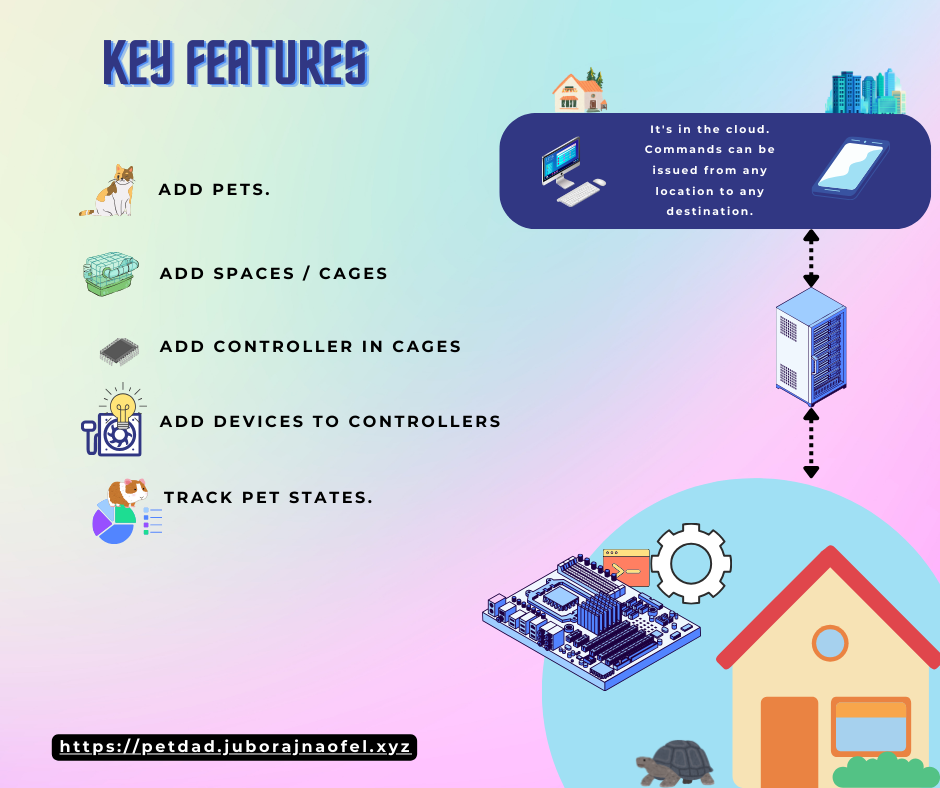 KEY FEATURES
ADD PETS.
ADD SPACES / CAGES
ADD CONTROLLER IN CAGES
ADD DEVICES TO CONTROLLERS
TRACK PET STATES.
It's in the cloud.
Commands can be
issued from any
location to any
destination.
https://petdad.juborajnaofel.xyz